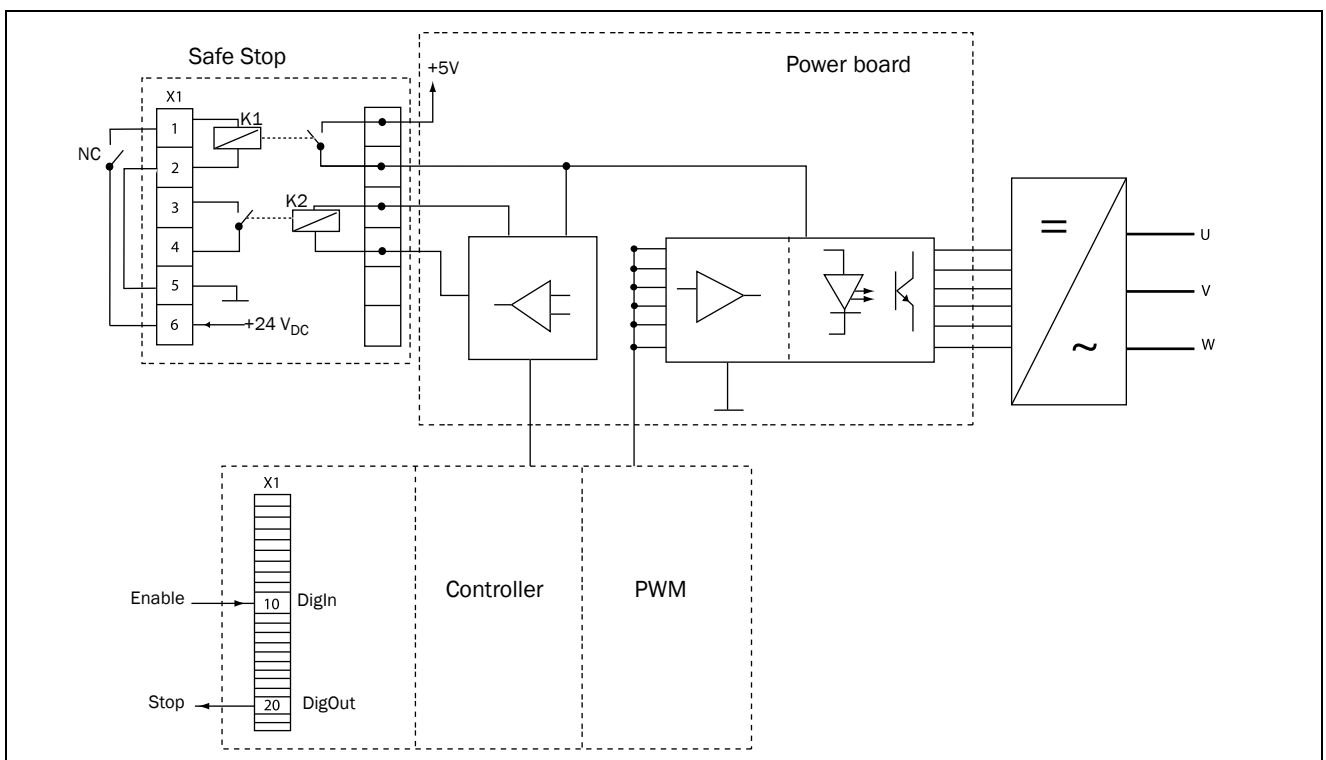 Safe Stop
+5V
Power board
X1
K1
1
NC
2
3
K2
4
5
6
+24 VDC
=
~
U
V
W
X1
Enable
10
DigIn
Controller
PWM
Stop
20
DigOut